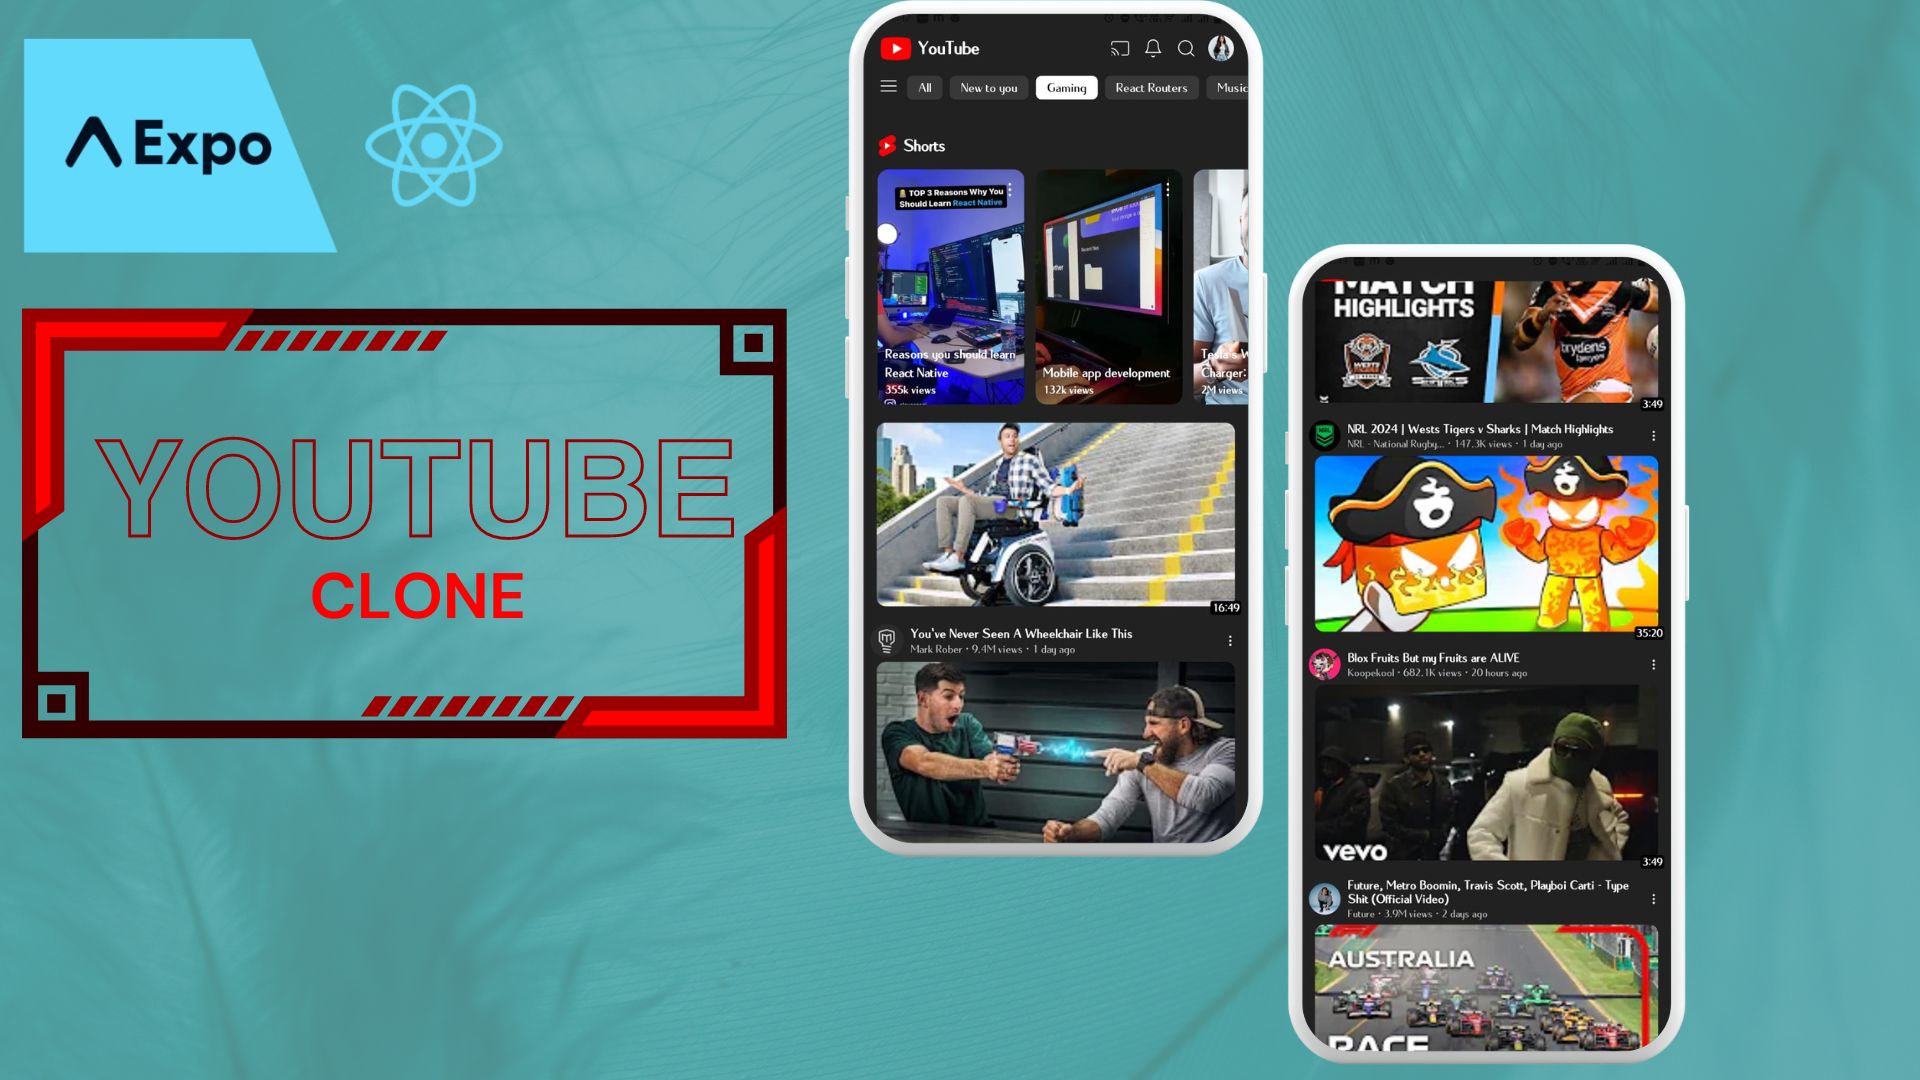 Expo
YOUTUBE
CLONE
YouTube
All
New to you
Gaming
React Routers
Music
Shorts
TOP 3 Reasons Why You
Should Learn React Native
Reasons you should learn
React Native
355k views
Mobile app development
132k views
Tesla's W
Charger:
2M views
16:49
You've Never Seen A Wheelchair Like This
Mark Rober · 9.4M views · 1 day ago
MATCH
HIGHLIGHTS
WESTS
TIGERS
brydens
lawyers
3:49
NRL 2024 | Wests Tigers v Sharks | Match Highlights
NRL - National Rugby... · 147.3K views · 1 day ago
35:20
Blox Fruits But my Fruits are ALIVE
Koopekool · 682.1K views · 20 hours ago
vevo
3:49
Future, Metro Boomin, Travis Scott, Playboi Carti - Type
Shit (Official Video)
Future · 3.9M views · 2 days ago
AUSTRALIA
RACE